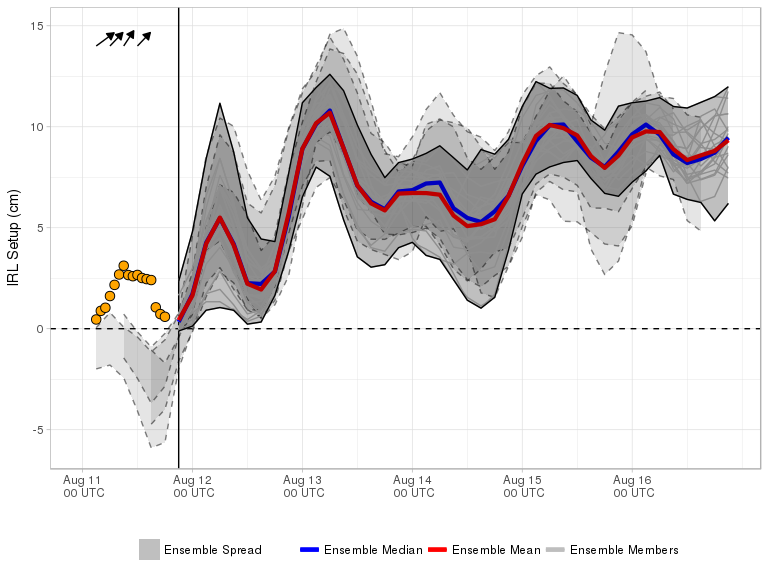 15
10
5
0
-5
IRL Setup (cm)
Aug 11
00 UTC
Aug 12
00 UTC
Aug 13
00 UTC
Aug 14
00 UTC
Aug 15
00 UTC
Aug 16
00 UTC
Ensemble Spread
Ensemble Median
Ensemble Mean
Ensemble Members